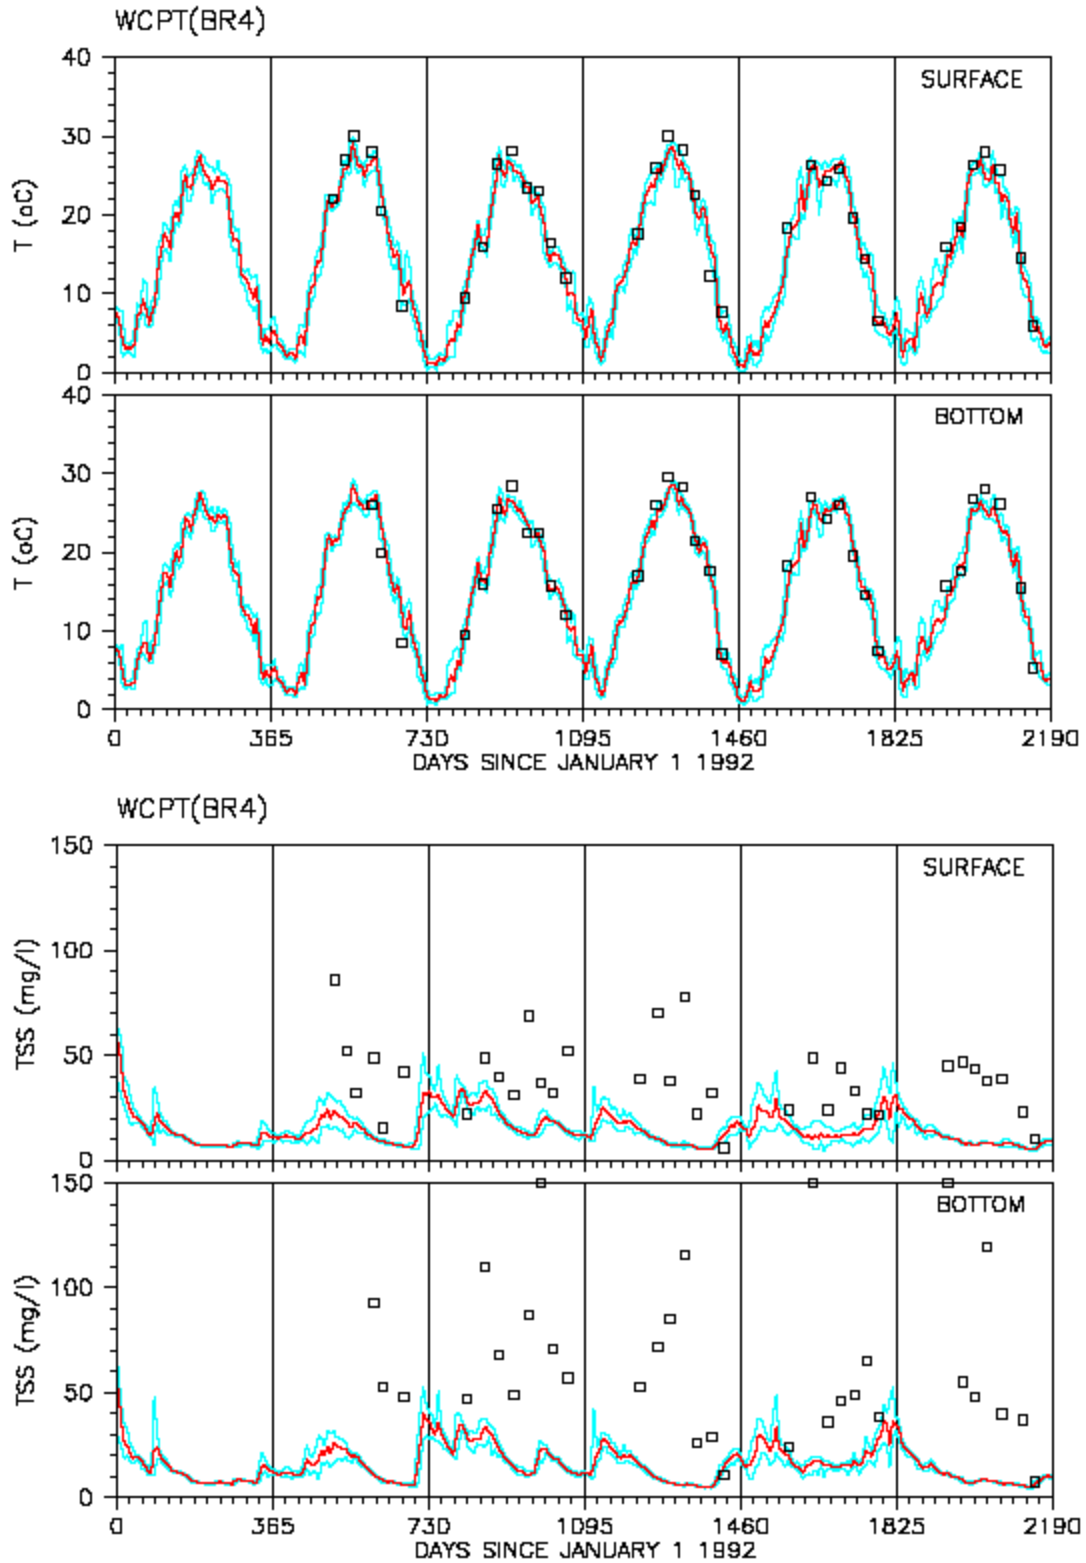 WCPT(BR4)
40
SURFACE
30
T (oC)
20
10
0
40
BOTTOM
30
T (oC)
20
10
0
0 365 730 1095 1460 1825 2190
DAYS SINCE JANUARY 1 1992
WCPT(BR4)
150
SURFACE
100
TSS (mg/l)
50
0
150
BOTTOM
100
TSS (mg/l)
50
0
0 365 730 1095 1460 1825 2190
DAYS SINCE JANUARY 1 1992